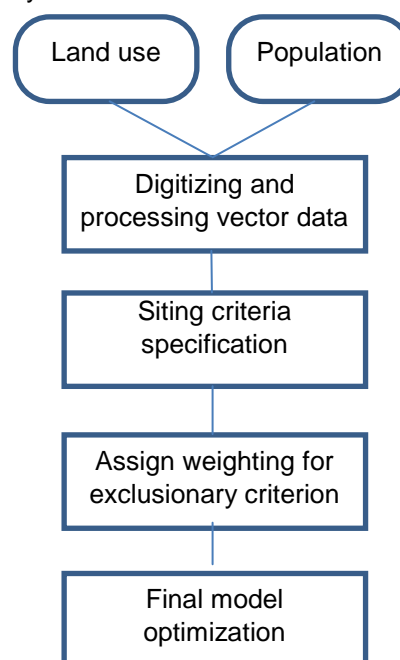 Land use
Population
Digitizing and
processing vector data
Siting criteria
specification
Assign weighting for
exclusionary criterion
Final model
optimization